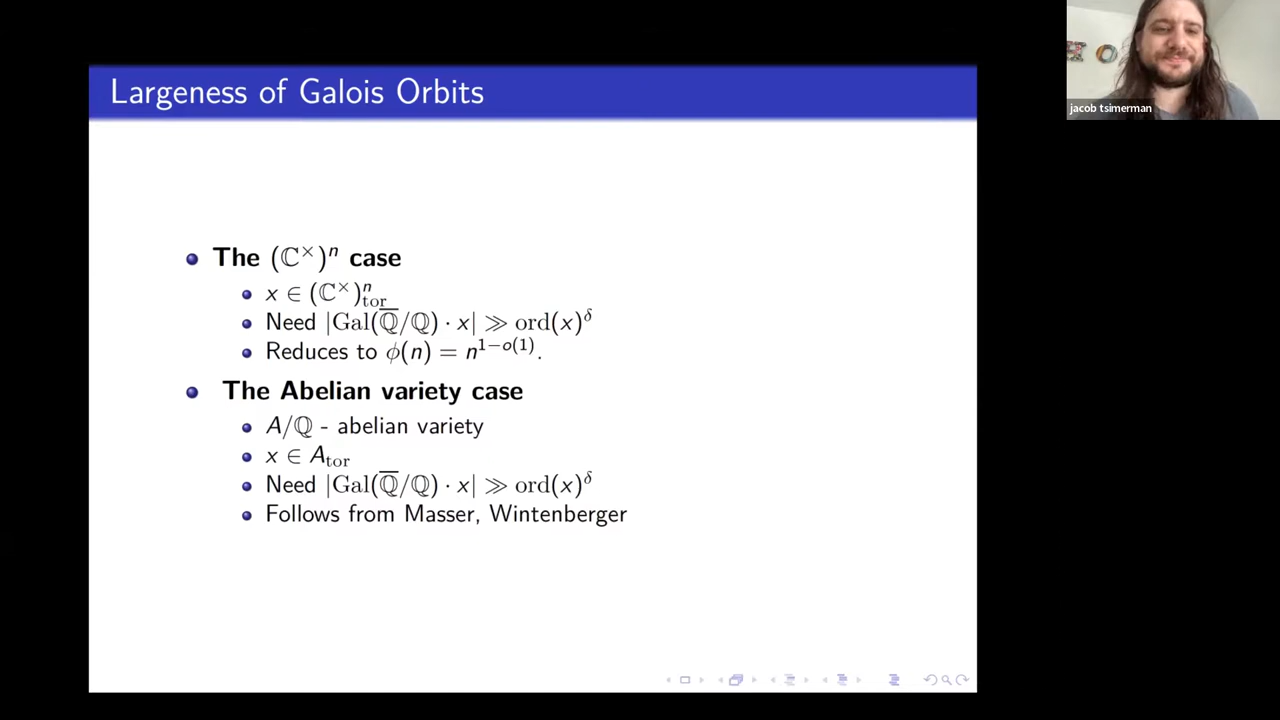 Largeness of Galois Orbits
jacob tsimerman
The (ℂ×)ⁿ case
x ∈ (ℂ×)ⁿ_tor
Need |Gal(ℚ̅/ℚ) · x| ≫ ord(x)^δ
Reduces to ϕ(n) = n^{1−o(1)}.
The Abelian variety case
A/ℚ - abelian variety
x ∈ A_tor
Need |Gal(ℚ̅/ℚ) · x| ≫ ord(x)^δ
Follows from Masser, Wintenberger